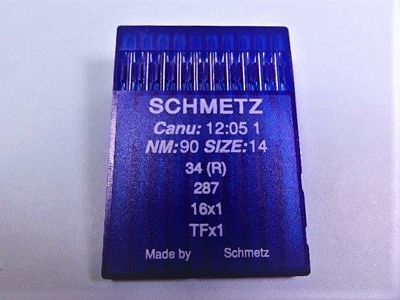 SCHMETZ
Canu: 12:05 1
NM:90 SIZE:14
34 (R)
287
16x1
TFx1
Made by Schmetz